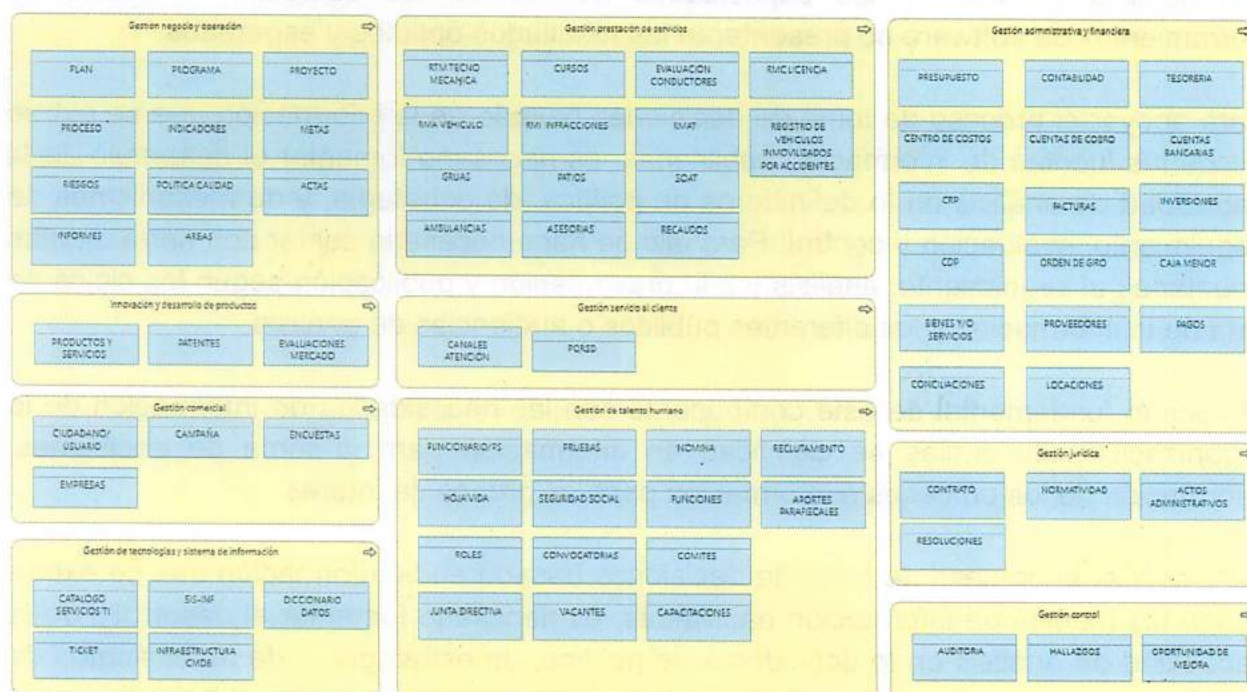 Gestión negocio y operación
PLAN
PROGRAMA
PROYECTO
PROCESO
INDICADORES
METAS
RIESGOS
POLITICA CALIDAD
ACTAS
INFORMES
AREAS
Gestión prestación de servicios
RTM TECNO
MECANICA
CURSOS
EVALUACION
CONDUCTORES
RMC LICENCIA
RMA VEHICULO
RMI INFRACCIONES
RMAT
REGISTRO DE
VEHICULOS
INMOVILIZADOS
POR ACCIDENTES
GRUAS
PATIOS
SOAT
AMBULANCIAS
ASESORIAS
RECAUDOS
Gestión administrativa y financiera
PRESUPUESTO
CONTABILIDAD
TESORERIA
CENTRO DE COSTOS
CUENTAS DE COBRO
CUENTAS
BANCARIAS
CRP
FACTURAS
INVERSIONES
CDP
ORDEN DE GIRO
CAJA MENOR
BIENES Y/O
SERVICIOS
PROVEEDORES
PAGOS
CONCILIACIONES
LOCACIONES
Innovación y desarrollo de productos
PRODUCTOS Y
SERVICIOS
PATENTES
EVALUACIONES
MERCADO
Gestión servicio al cliente
CANALES
ATENCIÓN
PQRSD
Gestión comercial
CIUDADANO/
USUARIO
CAMPAÑA
ENCUESTAS
EMPRESAS
Gestión de talento humano
FUNCIONARIO/PS
PRUEBAS
NOMINA
RECLUTAMIENTO
HOJA VIDA
SEGURIDAD SOCIAL
FUNCIONES
APORTES
PARAFISCALES
ROLES
CONVOCATORIAS
COMITES
JUNTA DIRECTIVA
VACANTES
CAPACITACIONES
Gestión jurídica
CONTRATO
NORMATIVIDAD
ACTOS
ADMINISTRATIVOS
RESOLUCIONES
Gestión de tecnologías y sistema de información
CATALOGO
SERVICIOS TI
SIS-INF
DICCIONARIO
DATOS
TICKET
INFRAESTRUCTURA
CMDB
Gestión control
AUDITORIA
HALLAZGOS
OPORTUNIDAD DE
MEJORA